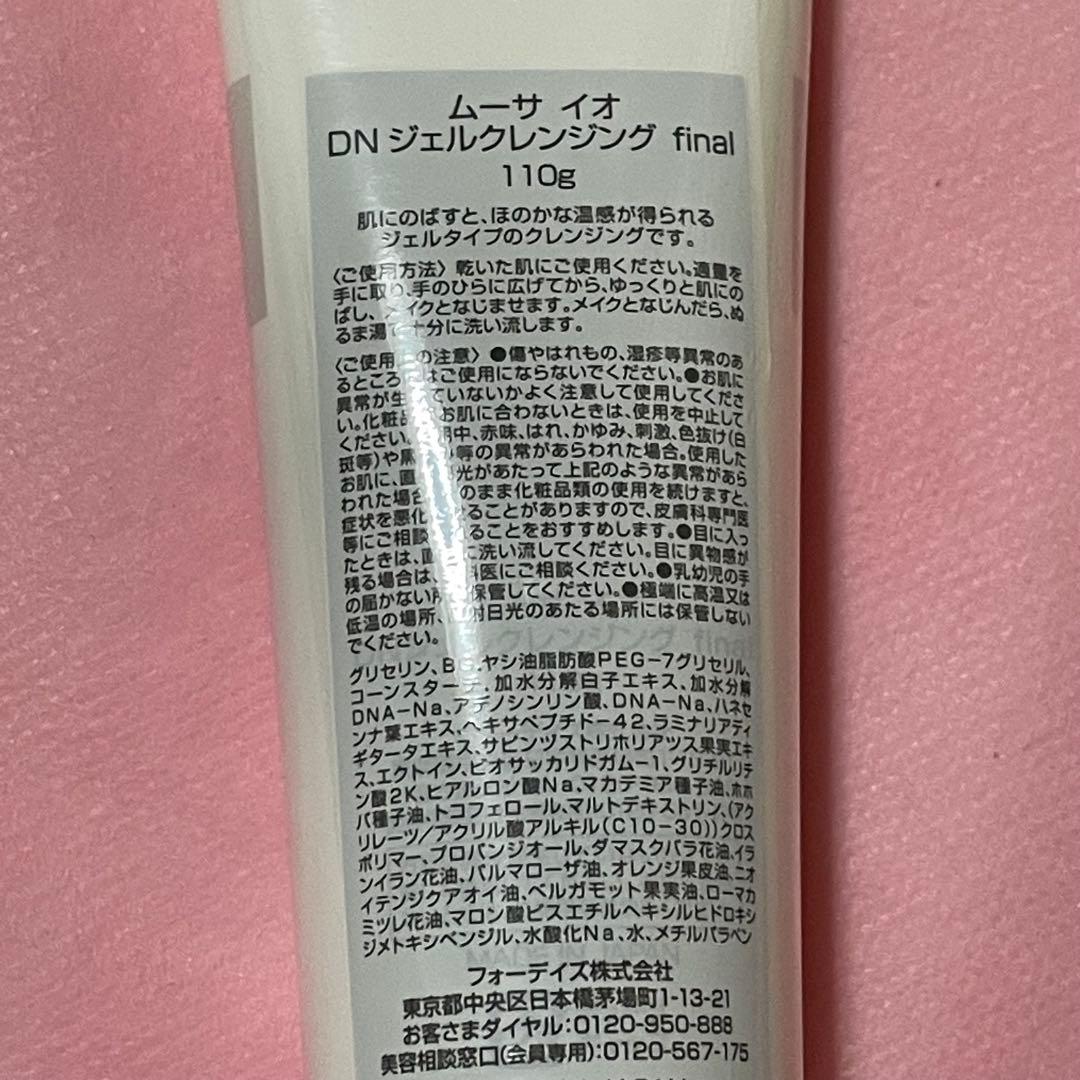 ムーサ イオ
DN ジェルクレンジング final
110g
肌にのばすと、ほのかな温感が得られる
ジェルタイプのクレンジングです。
〈ご使用方法〉乾いた肌にご使用ください。適量を
手に取り、手のひらに広げてから、ゆっくりと肌にの
ばし、メイクとなじませます。メイクとなじんだら、ぬ
るま湯で十分に洗い流します。
〈ご使用上の注意〉●傷やはれもの、湿疹等異常のあ
るところにはご使用にならないでください。●お肌に
異常が生じていないかよく注意して使用してくださ
い。化粧品がお肌に合わないときは、使用を中止して
ください。使用中、赤味、はれ、かゆみ、刺激、色抜け(白
斑等)や黒ずみ等の異常があらわれた場合。使用した
お肌に、直射日光があたって上記のような異常があら
われた場合。そのまま化粧品類の使用を続けますと、
症状を悪化させることがありますので、皮膚科専門医
等にご相談されることをおすすめします。●目に入っ
たときは、直ちに洗い流してください。目に異物感が
残る場合は、眼科医にご相談ください。●乳幼児の手
の届かない所に保管してください。●極端に高温又は
低温の場所、直射日光のあたる場所には保管しない
でください。
グリセリン、BG、ヤシ油脂肪酸PEG-7グリセリル、
コーンスターチ、加水分解白子エキス、加水分解
DNA-Na、アデノシンリン酸、DNA-Na、ハネセ
ンナ葉エキス、ヘキサペプチド-42、ラミナリアディ
ギタータエキス、サピンヅストリホリアツス果実エキ
ス、エクトイン、ビオサッカリドガム-1、グリチルリチ
ン酸2K、ヒアルロン酸Na、マカデミア種子油、ホホ
バ種子油、トコフェロール、マルトデキストリン、(アク
リレーツ/アクリル酸アルキル(C10-30))クロス
ポリマー、プロパンジオール、ダマスクバラ花油、イラ
ンイラン花油、パルマローザ油、オレンジ果皮油、ニオ
イテンジクアオイ油、ベルガモット果実油、ローマカ
ミツレ花油、マロン酸ビスエチルヘキシルヒドロキシ
ジメトキシベンジル、水酸化Na、水、メチルパラベン
フォーデイズ株式会社
東京都中央区日本橋茅場町1-13-21
お客さまダイヤル:0120-950-888
美容相談窓口(会員専用):0120-567-175